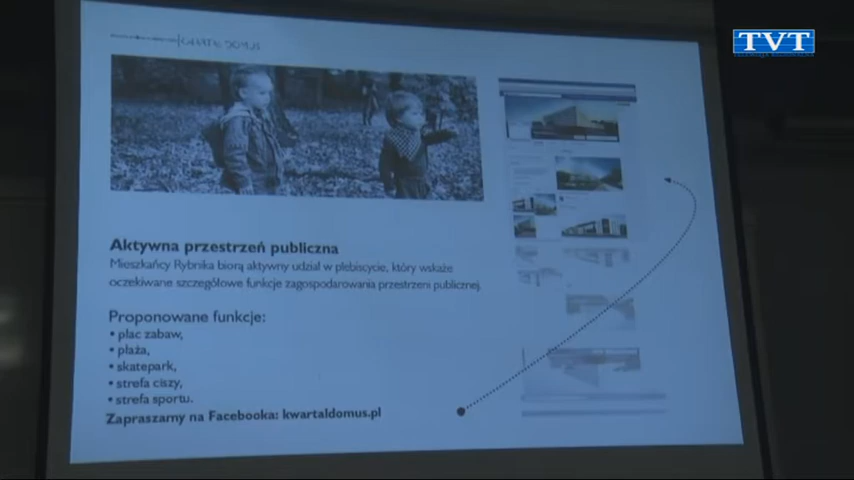 TVT
Aktywna przestrzeń publiczna
Mieszkańcy Rybnika biorą aktywny udział w plebiscycie, który wskaże
oczekiwane szczegółowe funkcje zagospodarowania przestrzeni publicznej.
Proponowane funkcje:
• plac zabaw,
• plaża,
• skatepark,
• strefa ciszy,
• strefa sportu.
Zapraszamy na Facebooka: kwartaldomus.pl